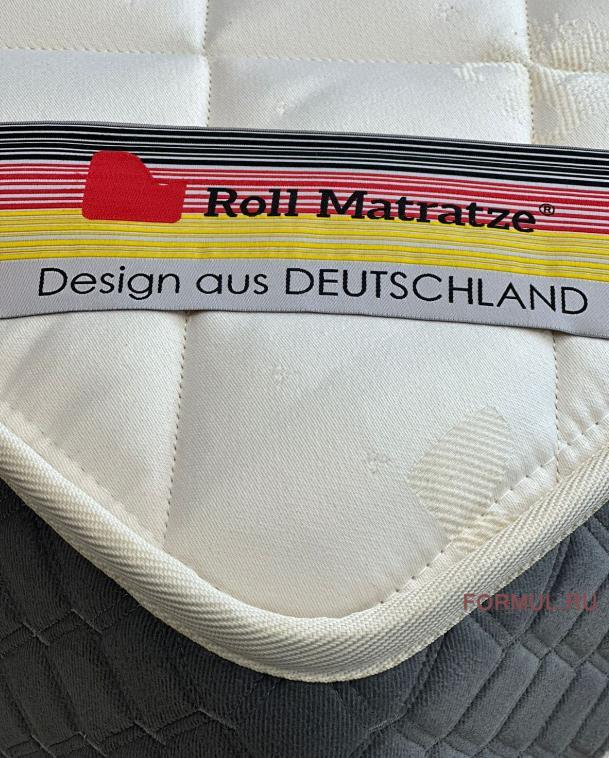 Roll Matratze®
Design aus DEUTSCHLAND
FORMUL.RU